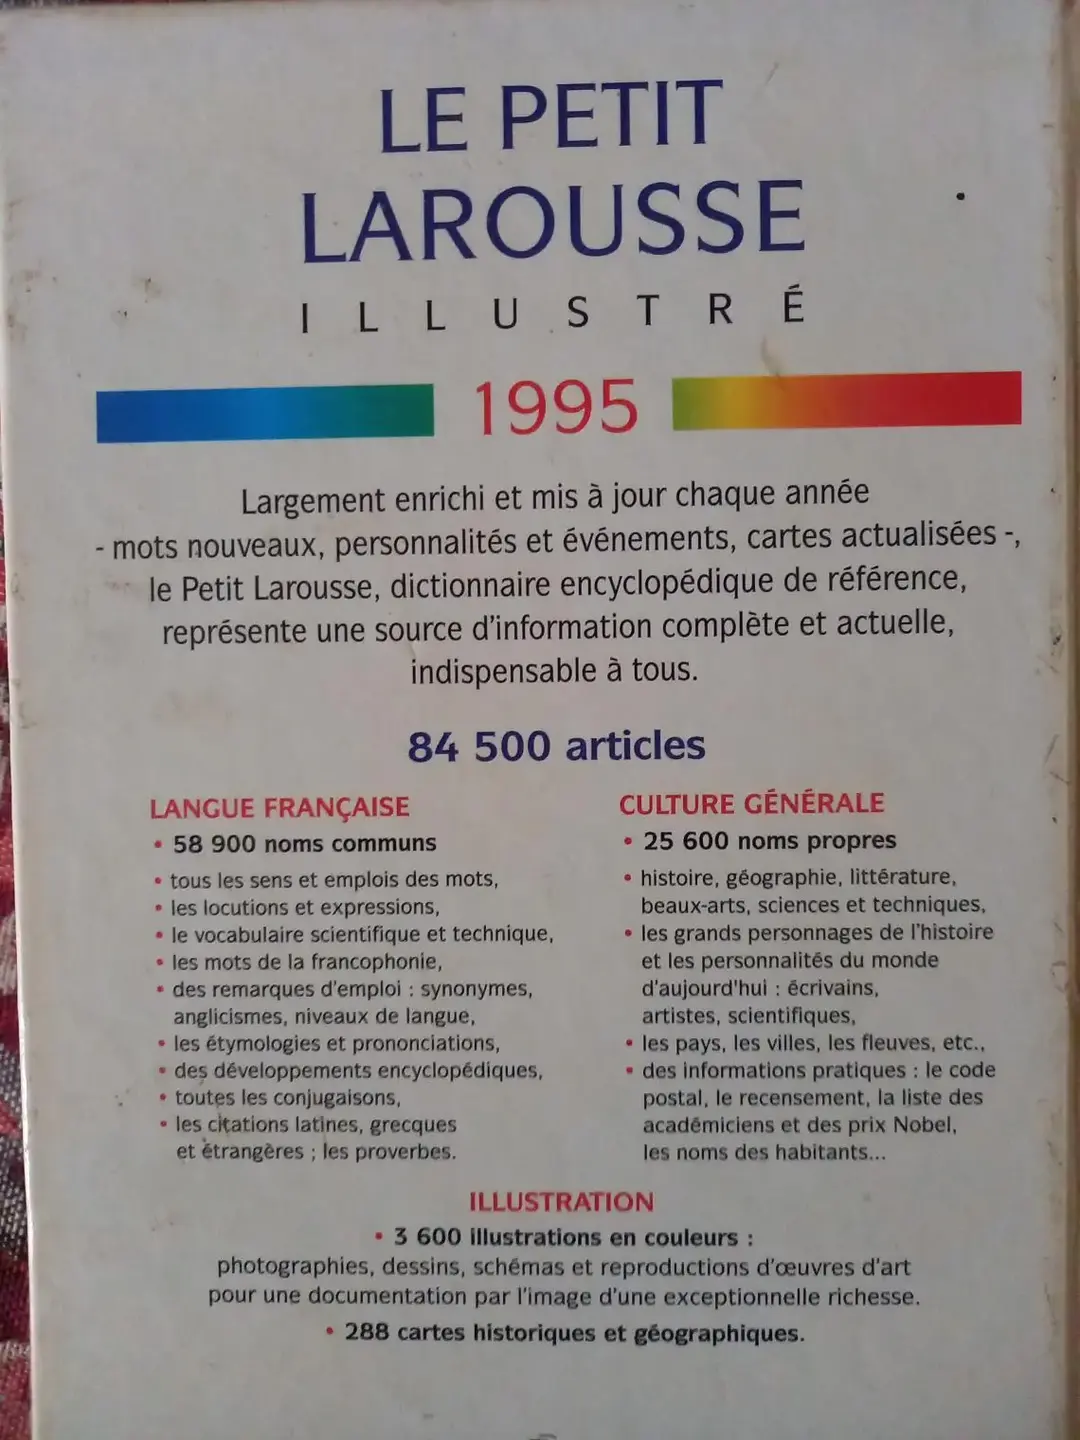 LE PETIT
LAROUSSE
ILLUSTRÉ
1995
Largement enrichi et mis à jour chaque année
- mots nouveaux, personnalités et événements, cartes actualisées -,
le Petit Larousse, dictionnaire encyclopédique de référence,
représente une source d'information complète et actuelle,
indispensable à tous.
84 500 articles
LANGUE FRANÇAISE
• 58 900 noms communs
• tous les sens et emplois des mots,
• les locutions et expressions,
• le vocabulaire scientifique et technique,
• les mots de la francophonie,
• des remarques d'emploi : synonymes,
anglicismes, niveaux de langue,
• les étymologies et prononciations,
• des développements encyclopédiques,
• toutes les conjugaisons,
• les citations latines, grecques
et étrangères ; les proverbes.
CULTURE GÉNÉRALE
• 25 600 noms propres
• histoire, géographie, littérature,
beaux-arts, sciences et techniques,
• les grands personnages de l'histoire
et les personnalités du monde
d'aujourd'hui : écrivains,
artistes, scientifiques,
• les pays, les villes, les fleuves, etc.,
• des informations pratiques : le code
postal, le recensement, la liste des
académiciens et des prix Nobel,
les noms des habitants...
ILLUSTRATION
• 3 600 illustrations en couleurs :
photographies, dessins, schémas et reproductions d'œuvres d'art
pour une documentation par l'image d'une exceptionnelle richesse.
• 288 cartes historiques et géographiques.